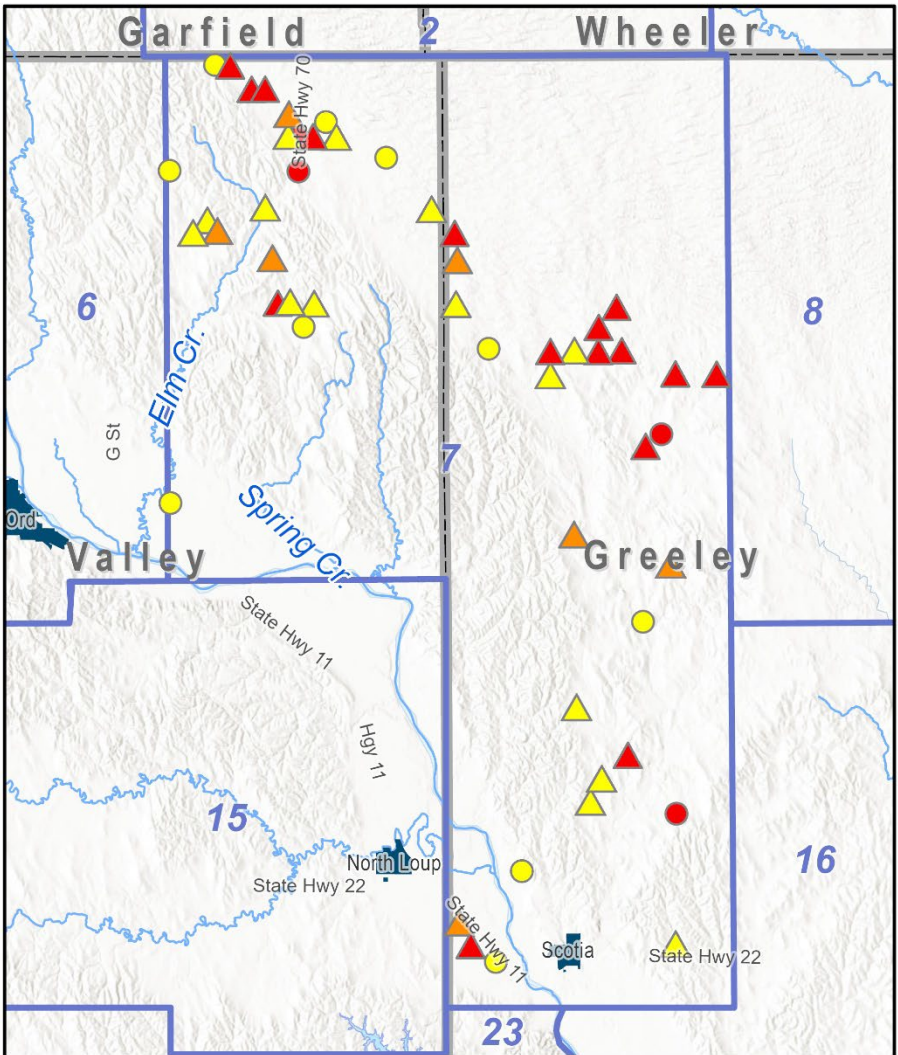 Garfield
2
Wheeler
State Hwy 70
6
8
Elm Cr.
G St
7
Ord
Spring Cr.
Valley
Greeley
State Hwy 11
Hgy 11
15
16
North Loup
State Hwy 22
State Hwy 11
Scotia
State Hwy 22
23